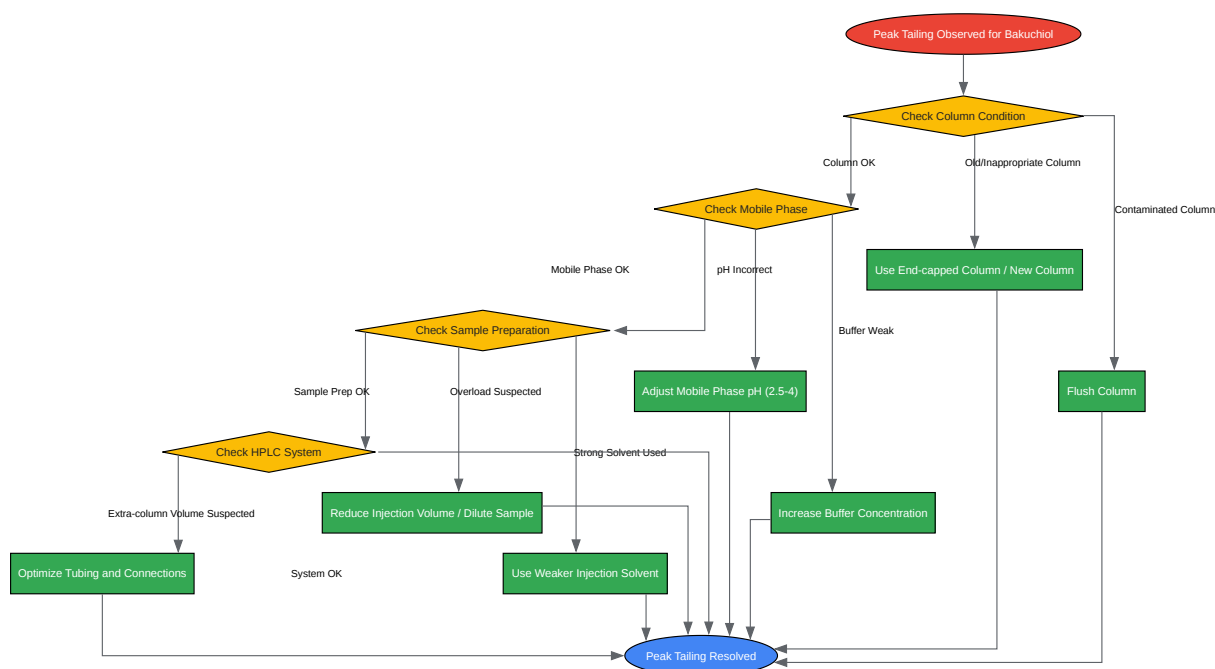 Peak Tailing Observed for Bakuchiol
Check Column Condition
Column OK
Old/Inappropriate Column
Check Mobile Phase
Contaminated Column
Mobile Phase OK
pH Incorrect
Use End-capped Column / New Column
Check Sample Preparation
Buffer Weak
Sample Prep OK
Overload Suspected
Adjust Mobile Phase pH (2.5-4)
Flush Column
Check HPLC System
Strong Solvent Used
Extra-column Volume Suspected
Reduce Injection Volume / Dilute Sample
Increase Buffer Concentration
Optimize Tubing and Connections
System OK
Use Weaker Injection Solvent
Peak Tailing Resolved